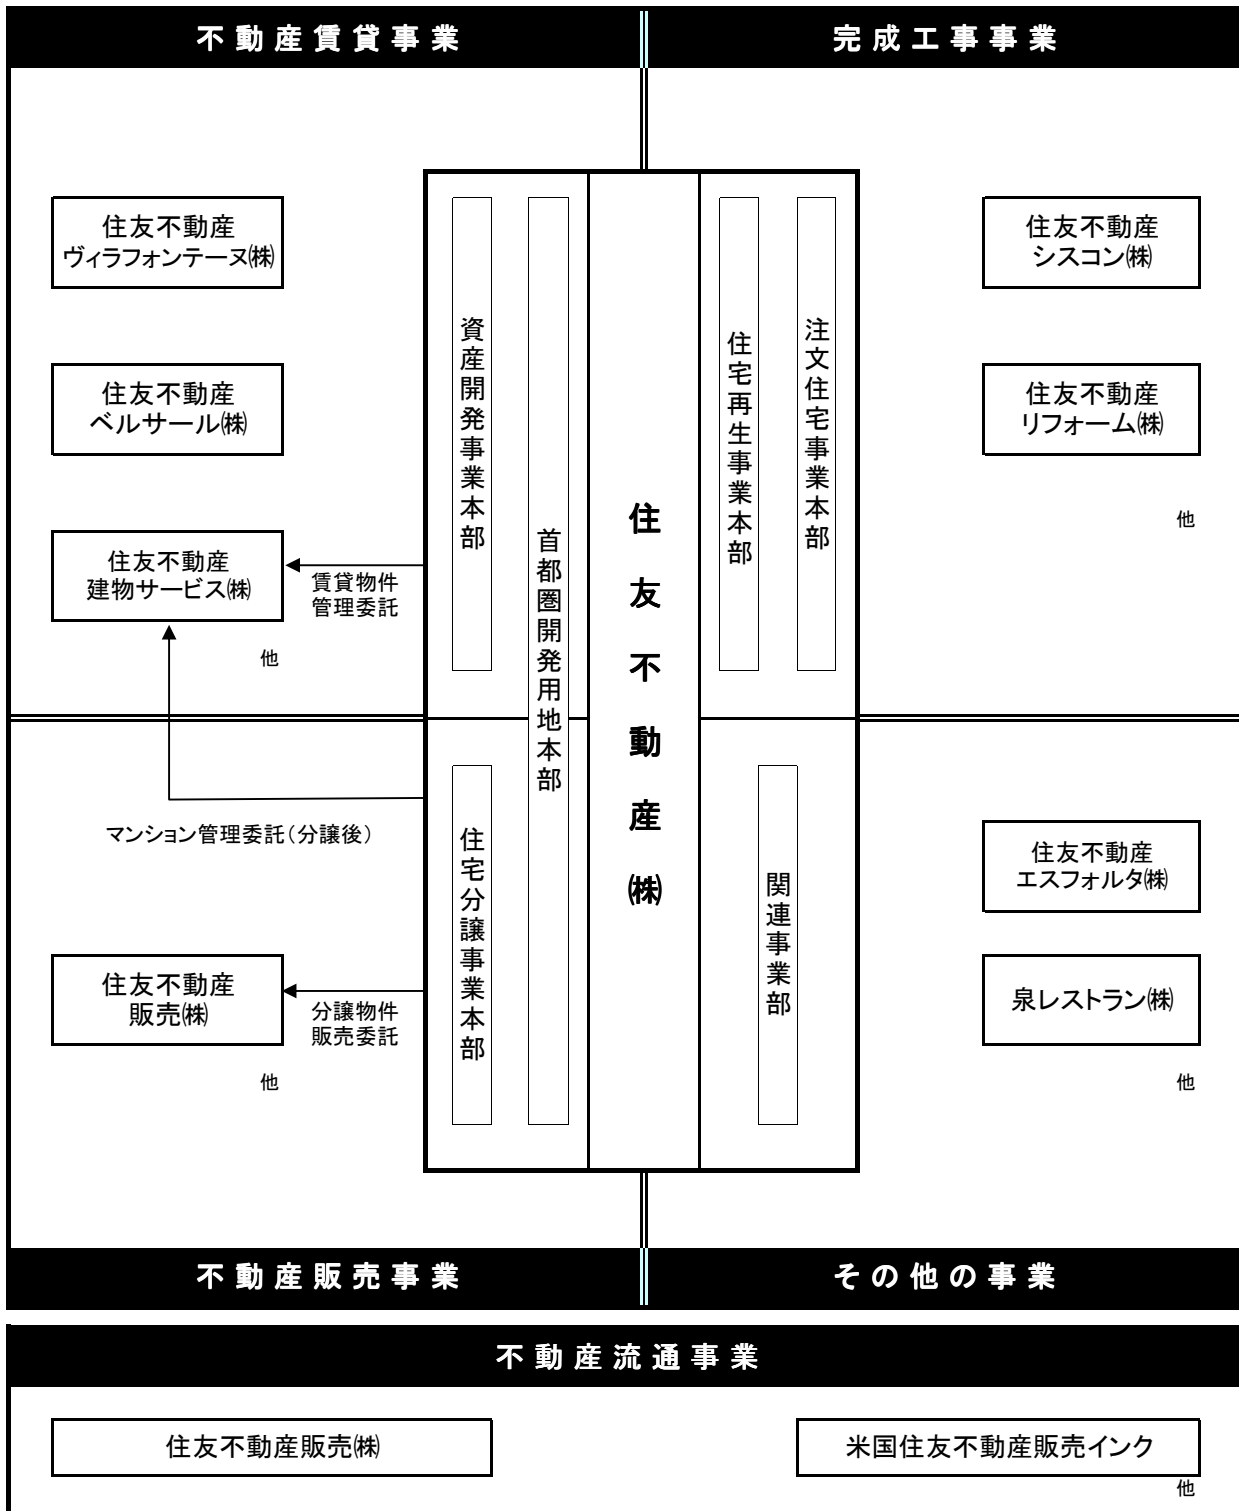 不動産賃貸事業
完成工事事業
住友不動産
ヴィラフォンテーヌ㈱
住友不動産
ベルサール㈱
住友不動産
建物サービス㈱
他
賃貸物件
管理委託
資産開発事業本部
首都圏開発用地本部
住友不動産㈱
住宅再生事業本部
注文住宅事業本部
住友不動産
シスコン㈱
住友不動産
リフォーム㈱
他
マンション管理委託(分譲後)
住友不動産
販売㈱
他
分譲物件
販売委託
住宅分譲事業本部
関連事業部
住友不動産
エスフォルタ㈱
泉レストラン㈱
他
不動産販売事業
その他の事業
不動産流通事業
住友不動産販売㈱
米国住友不動産販売インク
他